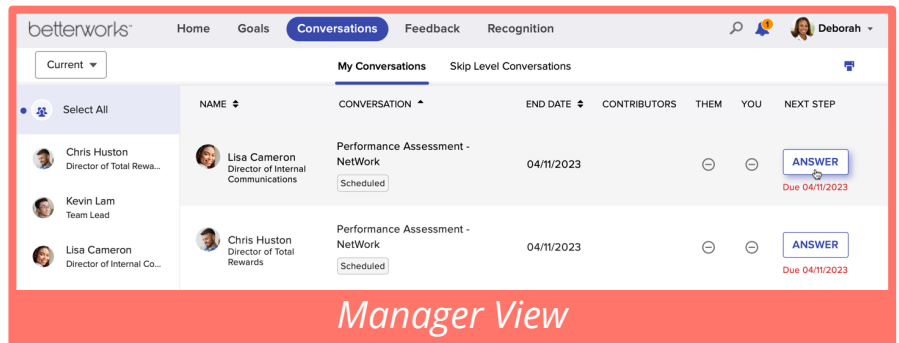 betterworks
Home Goals Conversations Feedback Recognition 1 Deborah
Current My Conversations Skip Level Conversations
Select All NAME CONVERSATION END DATE CONTRIBUTORS THEM YOU NEXT STEP
Chris Huston
Director of Total Rewa...
Kevin Lam
Team Lead
Lisa Cameron
Director of Internal Co...
Lisa Cameron
Director of Internal
Communications
Performance Assessment -
NetWork
Scheduled
04/11/2023
ANSWER
Due 04/11/2023
Chris Huston
Director of Total
Rewards
Performance Assessment -
NetWork
Scheduled
04/11/2023
ANSWER
Due 04/11/2023
Manager View